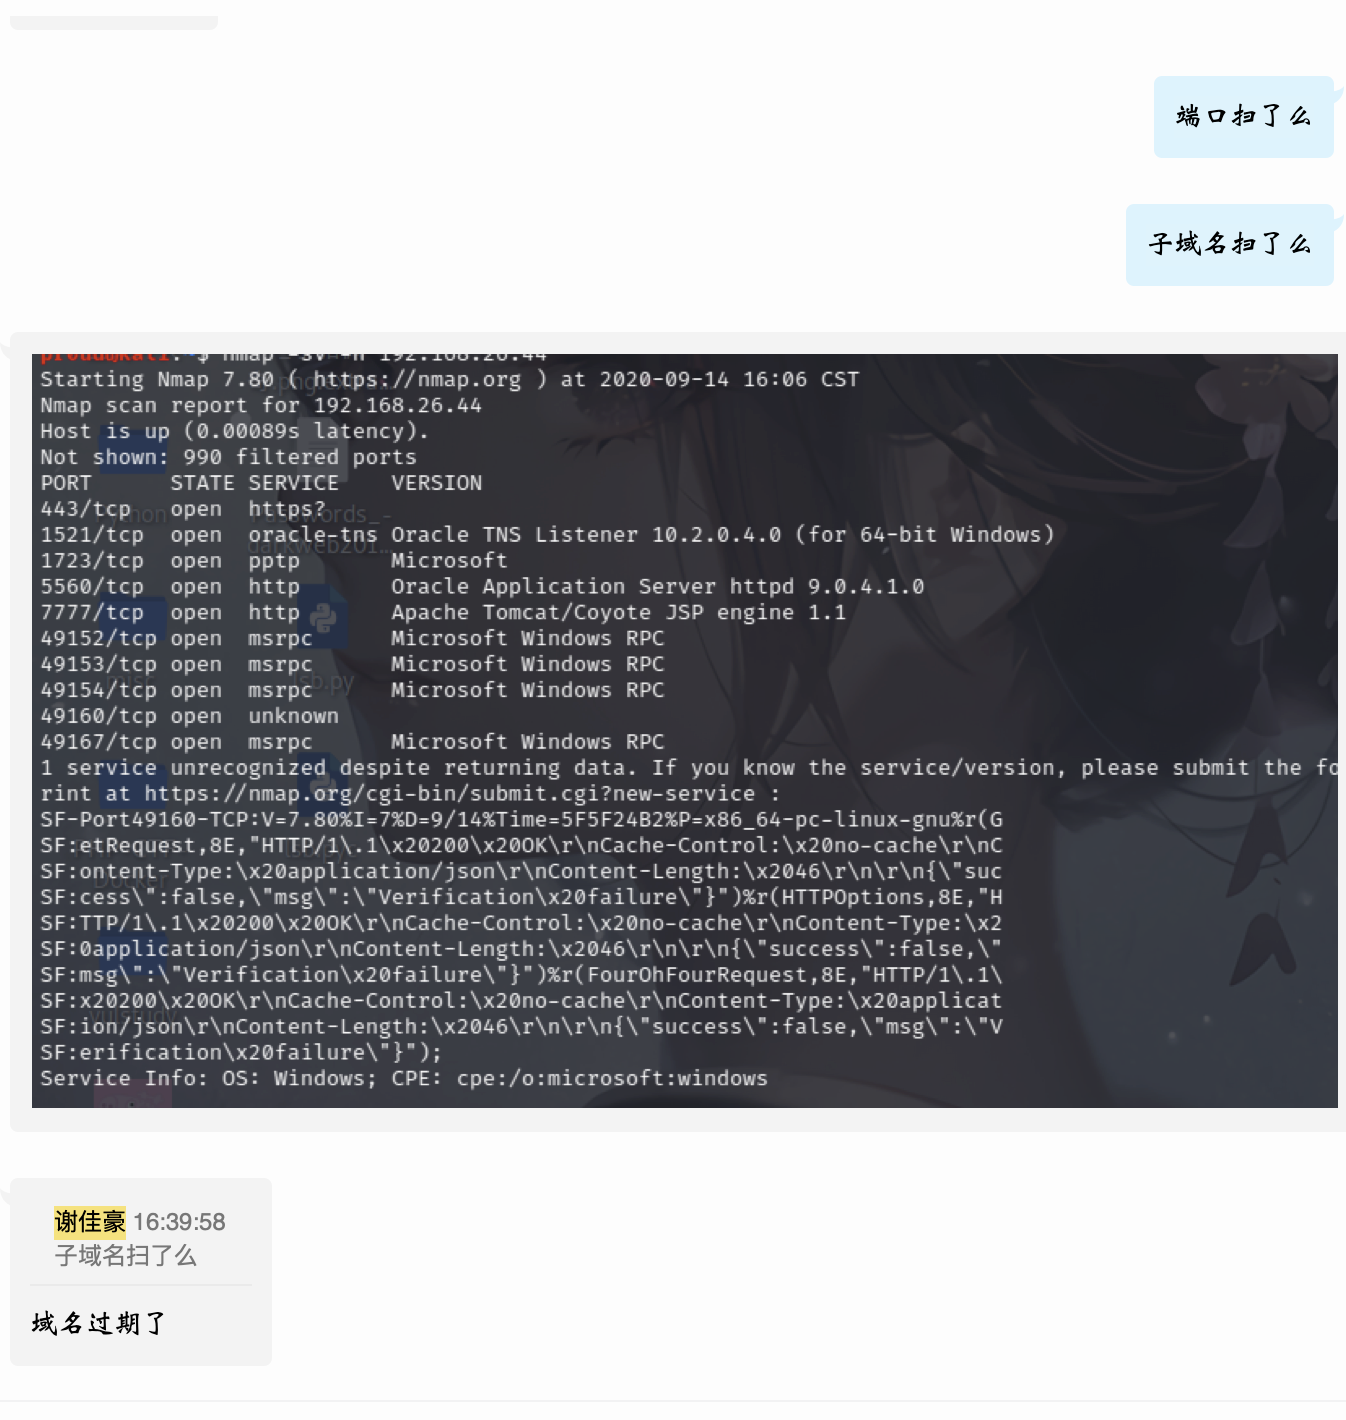 端口扫了么
子域名扫了么
proud@kali:~$ nmap -sV -n 192.168.26.44
Starting Nmap 7.80 ( https://nmap.org ) at 2020-09-14 16:06 CST
Nmap scan report for 192.168.26.44
Host is up (0.00089s latency).
Not shown: 990 filtered ports
PORT      STATE SERVICE    VERSION
443/tcp   open  https?
1521/tcp  open  oracle-tns Oracle TNS Listener 10.2.0.4.0 (for 64-bit Windows)
1723/tcp  open  pptp       Microsoft
5560/tcp  open  http       Oracle Application Server httpd 9.0.4.1.0
7777/tcp  open  http       Apache Tomcat/Coyote JSP engine 1.1
49152/tcp open  msrpc      Microsoft Windows RPC
49153/tcp open  msrpc      Microsoft Windows RPC
49154/tcp open  msrpc      Microsoft Windows RPC
49160/tcp open  unknown
49167/tcp open  msrpc      Microsoft Windows RPC
1 service unrecognized despite returning data. If you know the service/version, please submit the fo
rint at https://nmap.org/cgi-bin/submit.cgi?new-service :
SF-Port49160-TCP:V=7.80%I=7%D=9/14%Time=5F5F24B2%P=x86_64-pc-linux-gnu%r(G
SF:etRequest,8E,"HTTP/1\.1\x20200\x20OK\r\nCache-Control:\x20no-cache\r\nC
SF:ontent-Type:\x20application/json\r\nContent-Length:\x2046\r\n\r\n{\"suc
SF:cess\":false,\"msg\":\"Verification\x20failure\"}")%r(HTTPOptions,8E,"H
SF:TTP/1\.1\x20200\x20OK\r\nCache-Control:\x20no-cache\r\nContent-Type:\x2
SF:0application/json\r\nContent-Length:\x2046\r\n\r\n{\"success\":false,\"
SF:msg\":\"Verification\x20failure\"}")%r(FourOhFourRequest,8E,"HTTP/1\.1\
SF:x20200\x20OK\r\nCache-Control:\x20no-cache\r\nContent-Type:\x20applicat
SF:ion/json\r\nContent-Length:\x2046\r\n\r\n{\"success\":false,\"msg\":\"V
SF:erification\x20failure\"}");
Service Info: OS: Windows; CPE: cpe:/o:microsoft:windows
谢佳豪 16:39:58
子域名扫了么
域名过期了